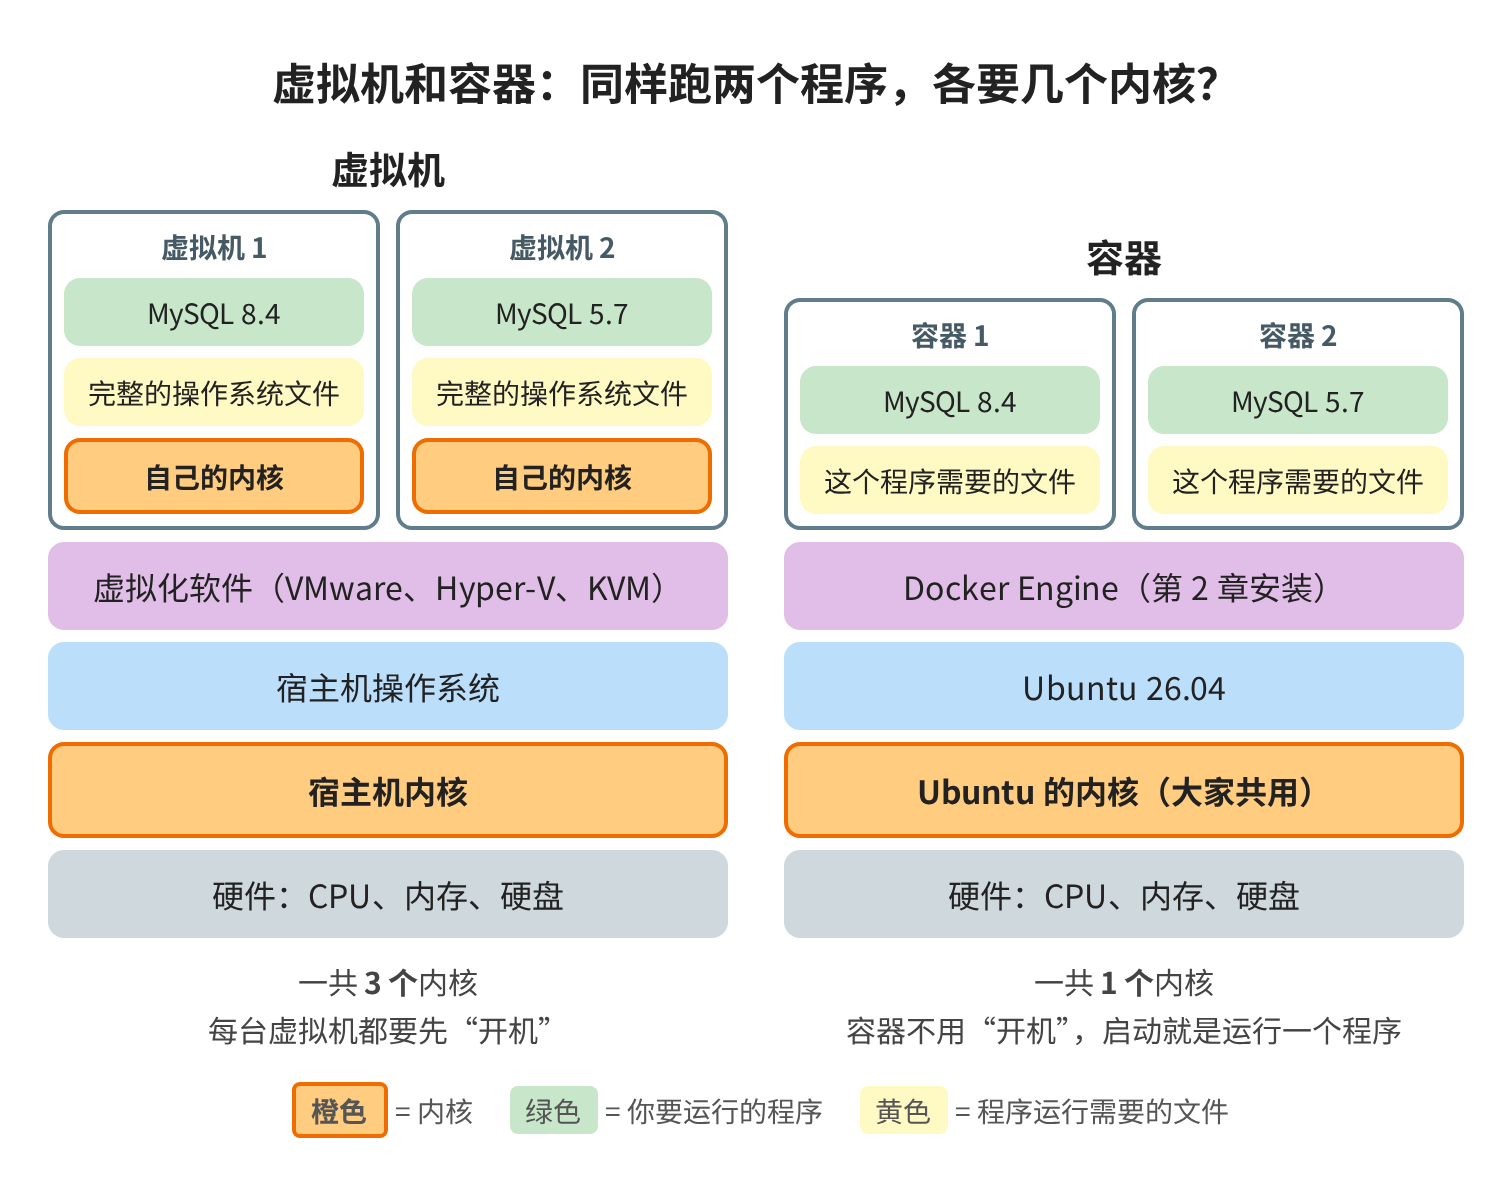 虚拟机和容器：同样跑两个程序，各要几个内核？
虚拟机
虚拟机 1
MySQL 8.4
完整的操作系统文件
自己的内核
虚拟机 2
MySQL 5.7
完整的操作系统文件
自己的内核
虚拟化软件（VMware、Hyper-V、KVM）
宿主机操作系统
宿主机内核
硬件：CPU、内存、硬盘
一共 3 个内核
每台虚拟机都要先“开机”
容器
容器 1
MySQL 8.4
这个程序需要的文件
容器 2
MySQL 5.7
这个程序需要的文件
Docker Engine（第 2 章安装）
Ubuntu 26.04
Ubuntu 的内核（大家共用）
硬件：CPU、内存、硬盘
一共 1 个内核
容器不用“开机”，启动就是运行一个程序
橙色 = 内核 绿色 = 你要运行的程序 黄色 = 程序运行需要的文件